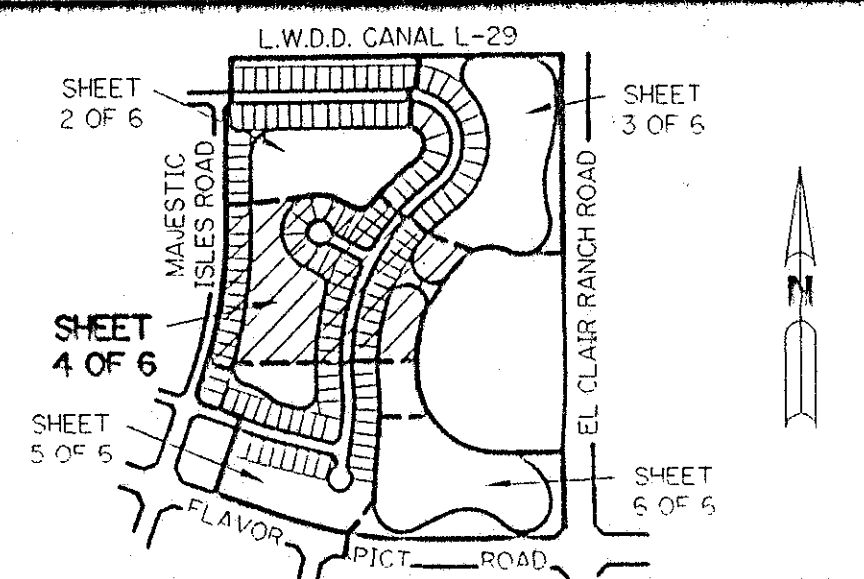 L.W.D.D. CANAL L-29
SHEET
2 OF 6
SHEET
3 OF 6
MAJESTIC
ISLES ROAD
EL CLAIR RANCH ROAD
N
SHEET
4 OF 6
SHEET
5 OF 6
SHEET
6 OF 6
FLAVOR
PICT ROAD